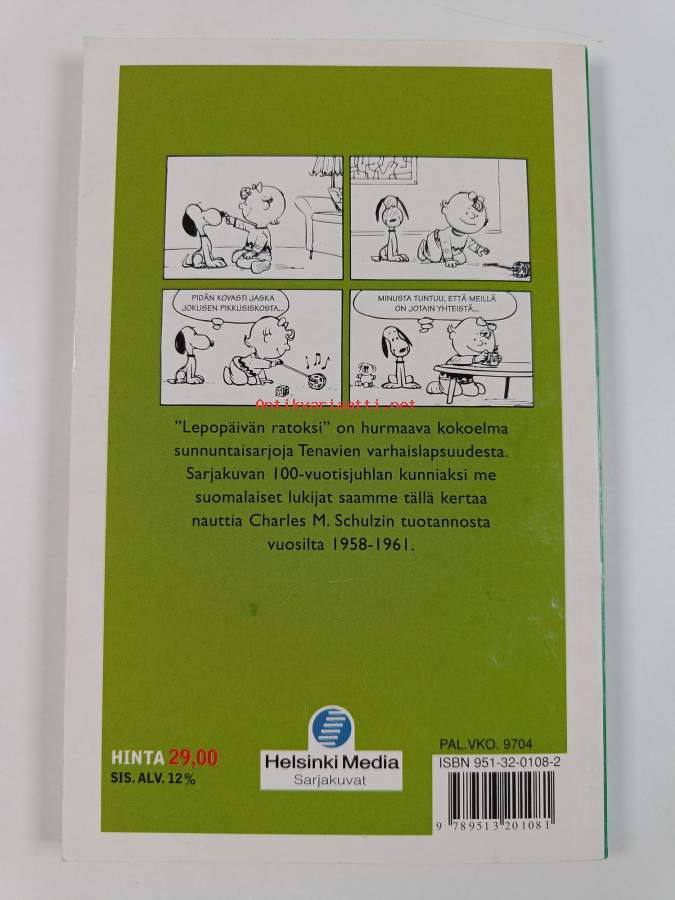 PIDÄN KOVASTI JASKA
JOKUSEN PIKKUSISKOSTA...
MINUSTA TUNTUU, ETTÄ MEILLÄ
ON JOTAIN YHTEISTÄ...
Antikvariaatti.net
"Lepopäivän ratoksi" on hurmaava kokoelma
sunnuntaisarjoja Tenavien varhaislapsuudesta.
Sarjakuvan 100-vuotisjuhlan kunniaksi me
suomalaiset lukijat saamme tällä kertaa
nauttia Charles M. Schulzin tuotannosta
vuosilta 1958-1961.
HINTA 29,00
SIS. ALV. 12%
Helsinki Media
Sarjakuvat
PAL.VKO. 9704
ISBN 951-32-0108-2
9 789513 201081